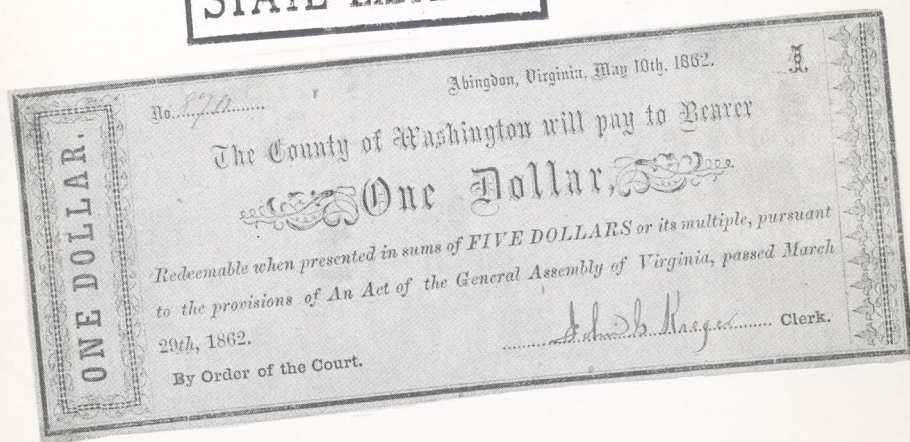 STATE
ONE DOLLAR.
No.
Abingdon, Virginia, May 10th. 1862.
1
The County of Washington will pay to Bearer
One Dollar,
Redeemable when presented in sums of FIVE DOLLARS or its multiple, pursuant
to the provisions of An Act of the General Assembly of Virginia, passed March
29th, 1862.
Clerk.
By Order of the Court.